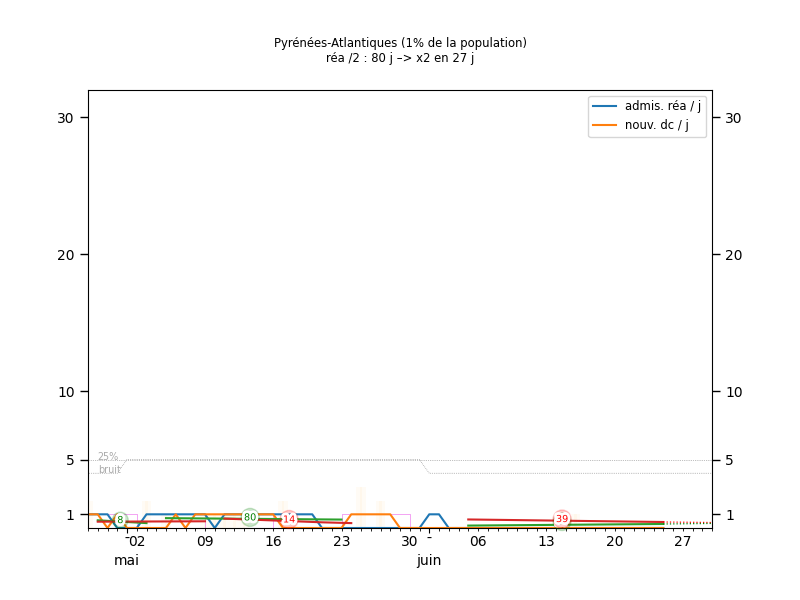 Pyrénées-Atlantiques (1% de la population)
réa /2 : 80 j –> x2 en 27 j
admis. réa / j
nouv. dc / j
30 30
20 20
10 10
25%
5 5
bruit
1 1
8 80 14 39
02 09 16 23 30 06 13 20 27
mai juin